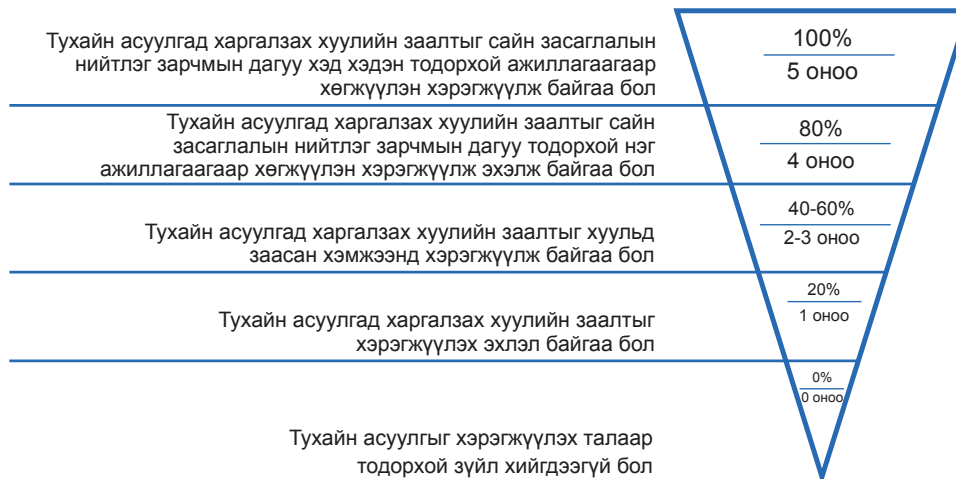 Тухайн асуулгад харгалзах хуулийн заалтыг сайн засаглалын
нийтлэг зарчмын дагуу хэд хэдэн тодорхой ажиллагаагаар
хөгжүүлэн хэрэгжүүлж байгаа бол
100%
5 оноо
Тухайн асуулгад харгалзах хуулийн заалтыг сайн
засаглалын нийтлэг зарчмын дагуу тодорхой нэг
ажиллагаагаар хөгжүүлэн хэрэгжүүлж эхэлж байгаа бол
80%
4 оноо
Тухайн асуулгад харгалзах хуулийн заалтыг хуульд
заасан хэмжээнд хэрэгжүүлж байгаа бол
40-60%
2-3 оноо
Тухайн асуулгад харгалзах хуулийн заалтыг
хэрэгжүүлэх эхлэл байгаа бол
20%
1 оноо
Тухайн асуулгыг хэрэгжүүлэх талаар
тодорхой зүйл хийгдээгүй бол
0%
0 оноо